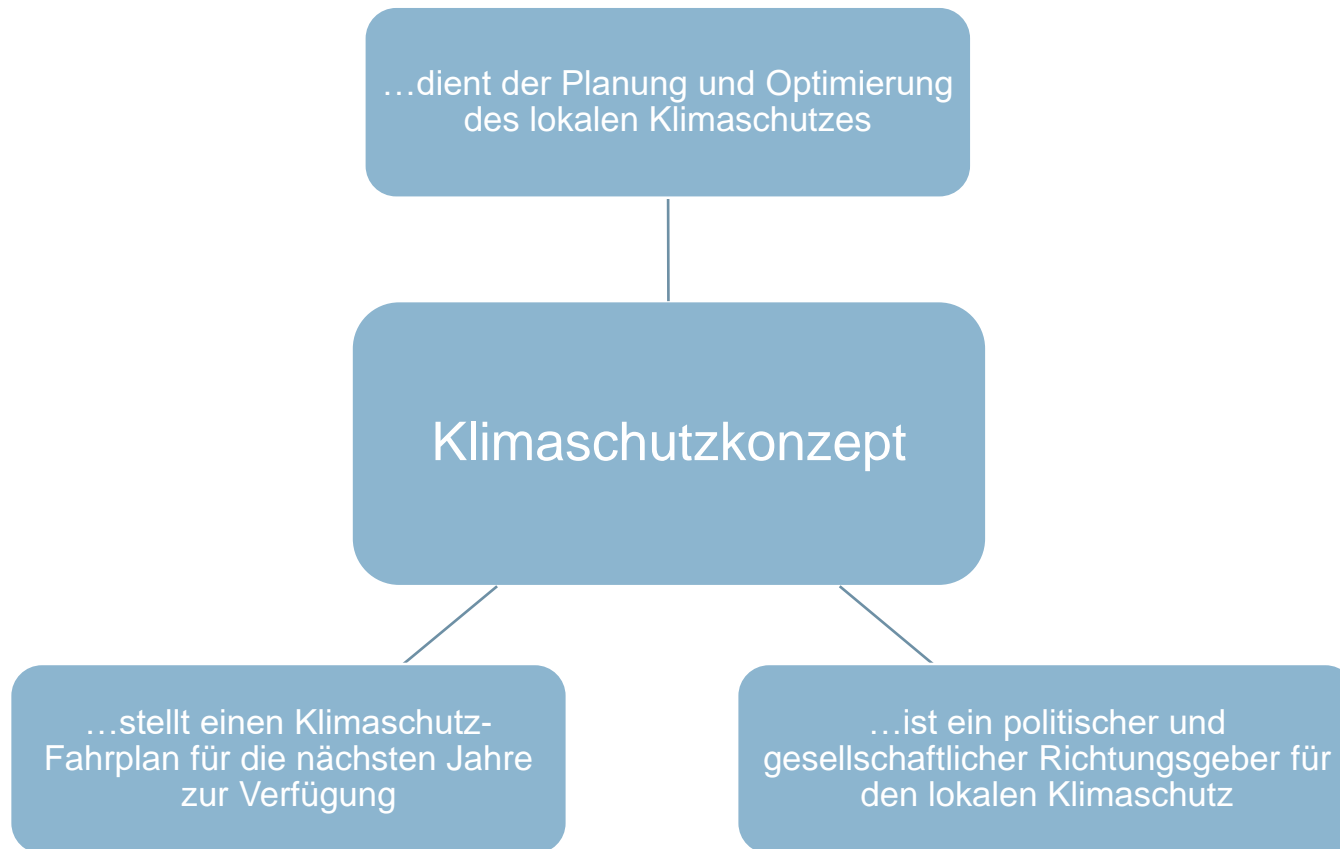 …dient der Planung und Optimierung
des lokalen Klimaschutzes
Klimaschutzkonzept
…stellt einen Klimaschutz-
Fahrplan für die nächsten Jahre
zur Verfügung
…ist ein politischer und
gesellschaftlicher Richtungsgeber für
den lokalen Klimaschutz